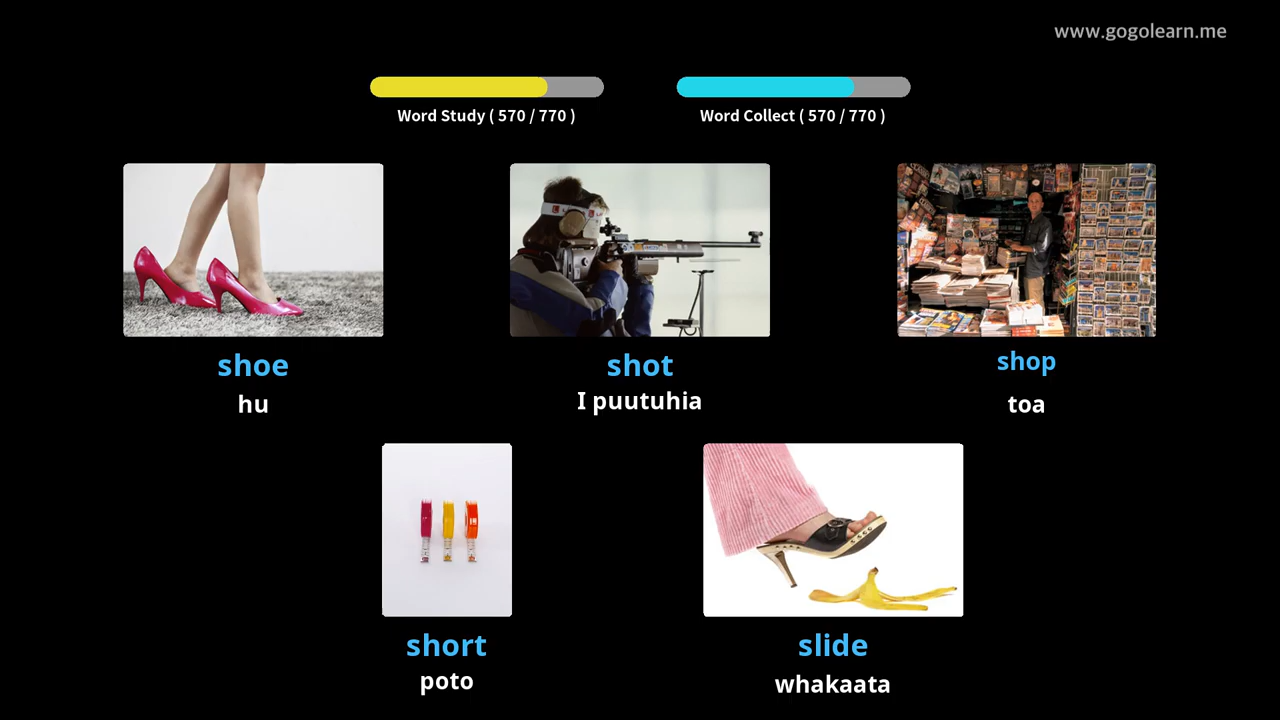 www.gogolearn.me
Word Study ( 570 / 770 )
Word Collect ( 570 / 770 )
shoe
hu
shot
I puutuhia
shop
toa
short
poto
slide
whakaata